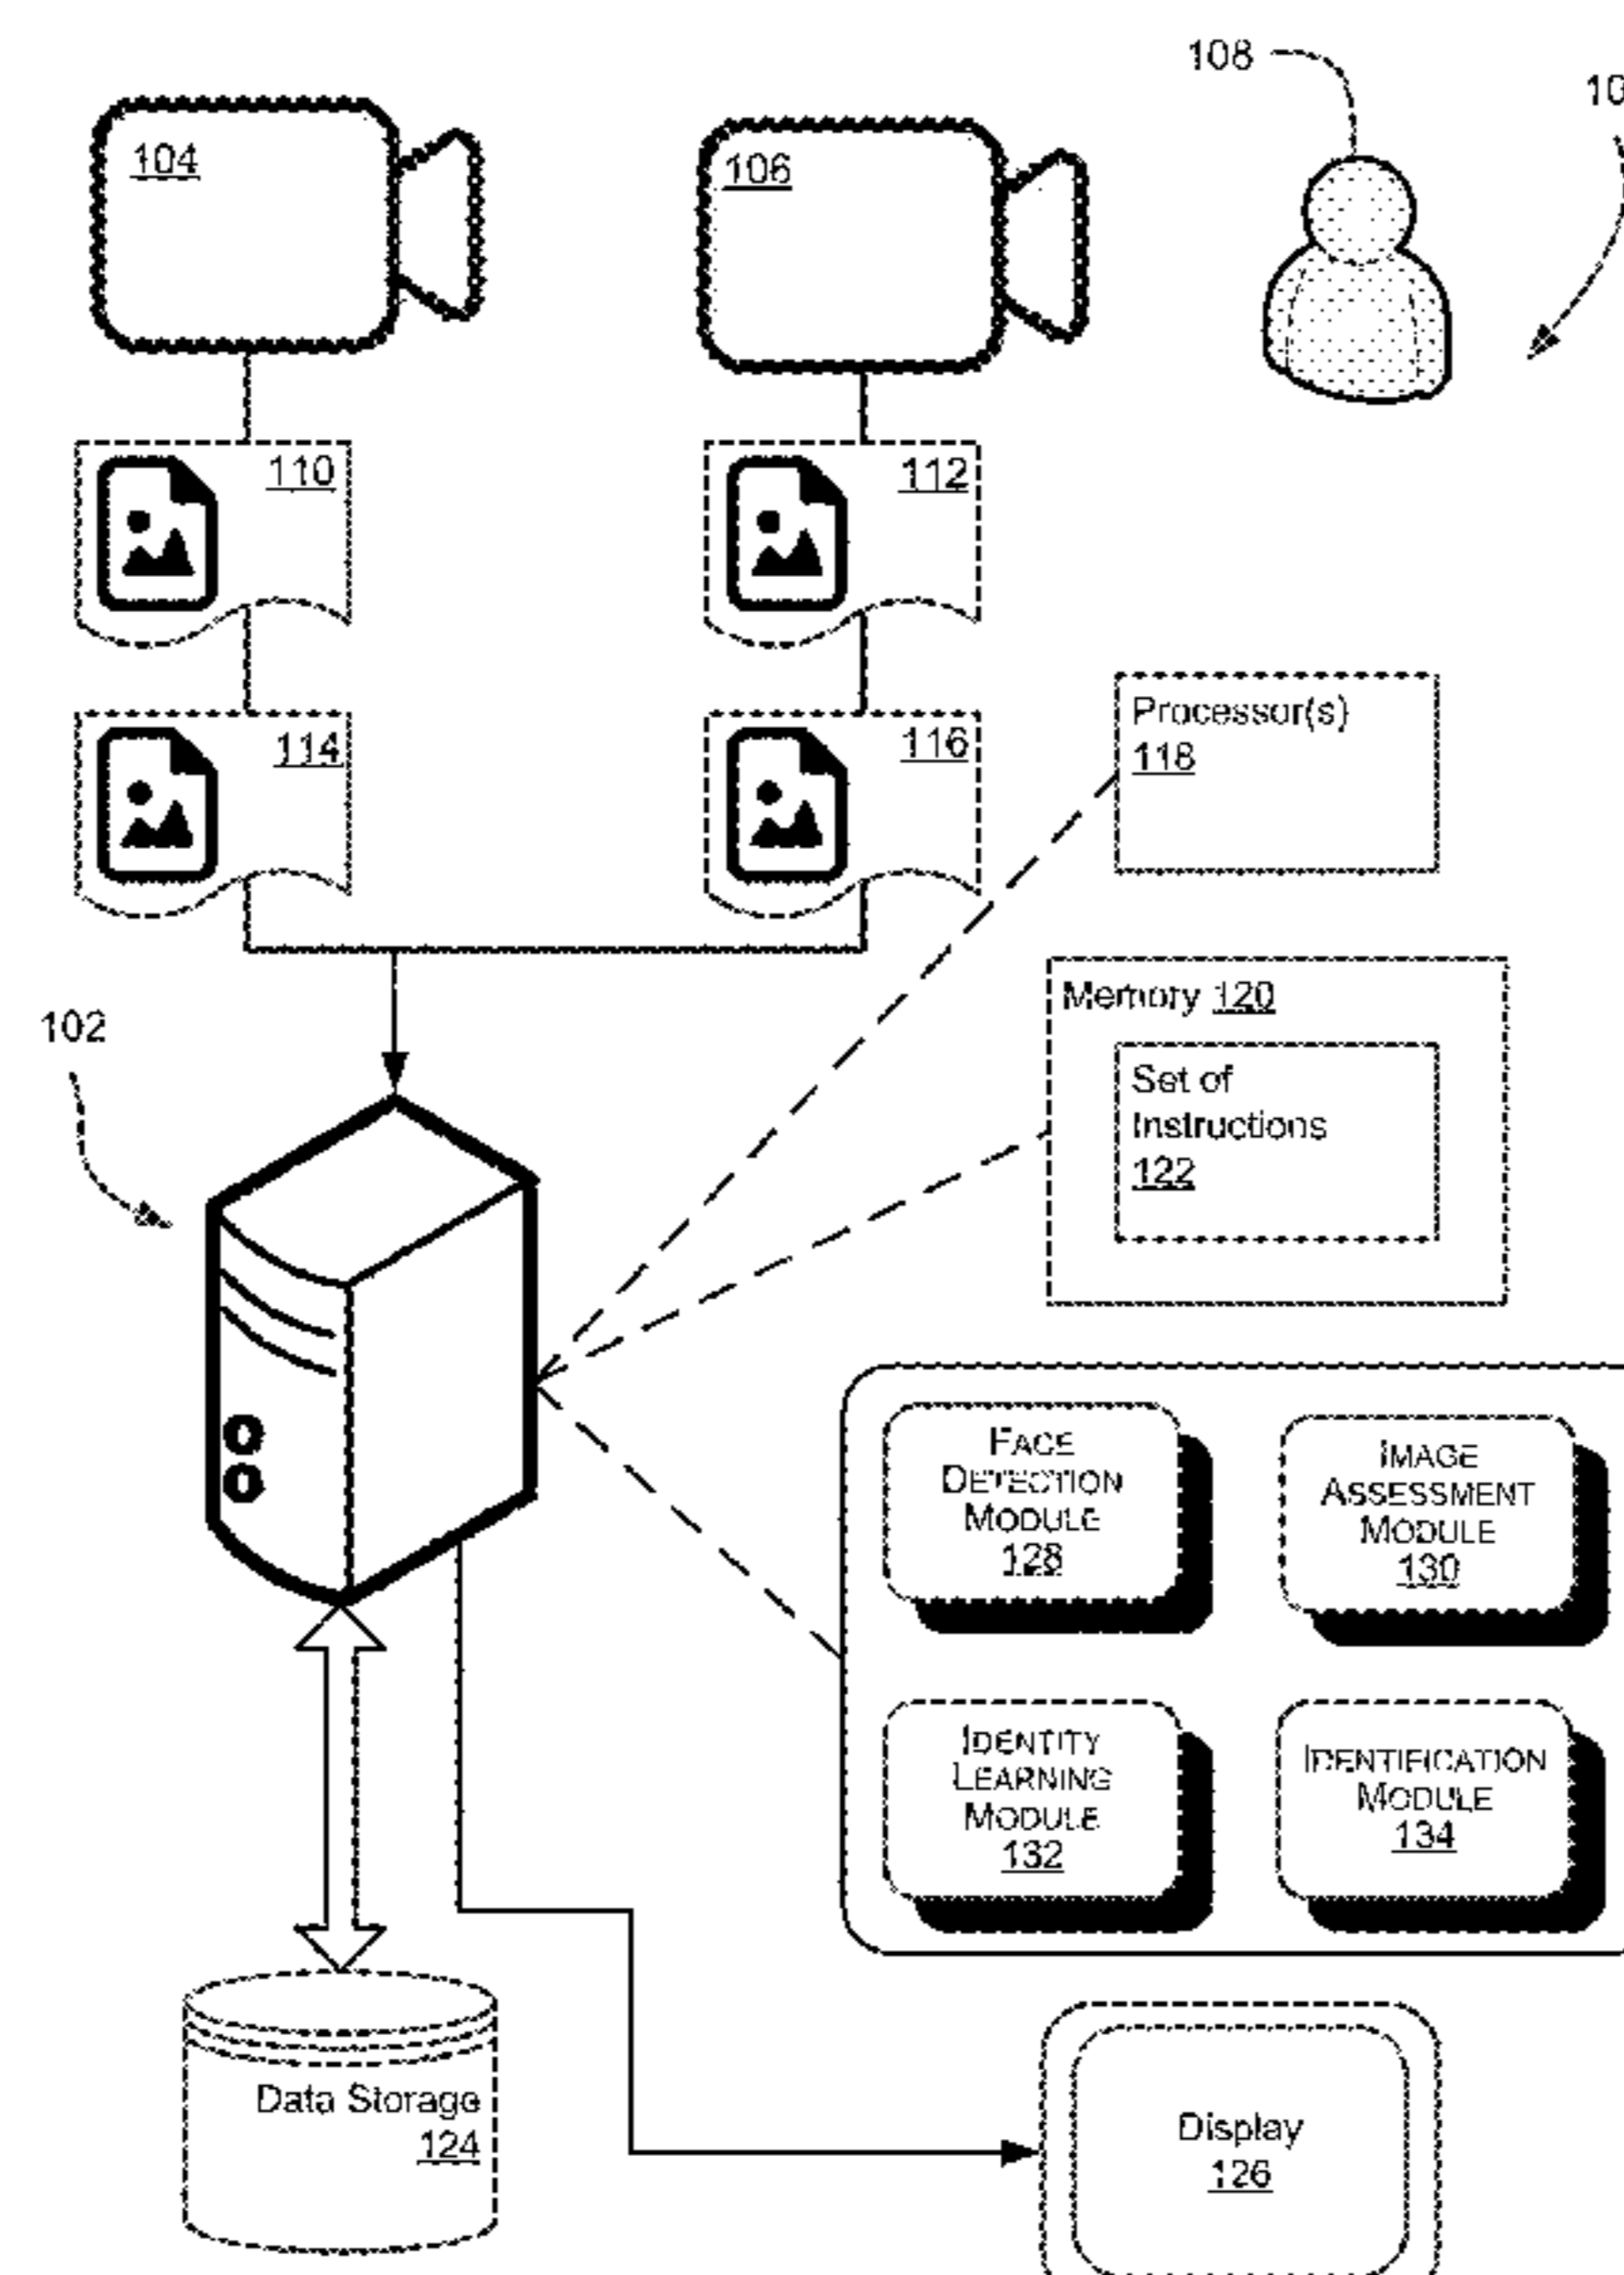 108
10
104
106
110
112
114
116
Processor(s)
118
102
Memory 120
Set of
Instructions
122
FACE
DETECTION
MODULE
128
IMAGE
ASSESSMENT
MODULE
130
IDENTITY
LEARNING
MODULE
132
IDENTIFICATION
MODULE
134
Data Storage
124
Display
126